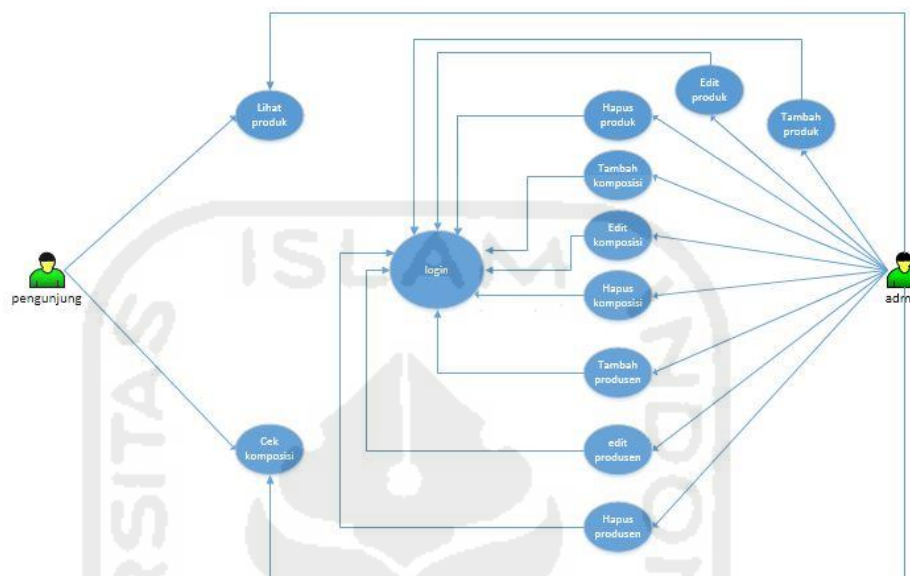 Edit
produk
Lihat
produk
Hapus
produk
Tambah
produk
Tambah
komposisi
ISLAM
Edit
komposisi
login
pengunjung
Hapus
komposisi
adm
Tambah
produsen
Cek
komposisi
edit
produsen
Hapus
produsen